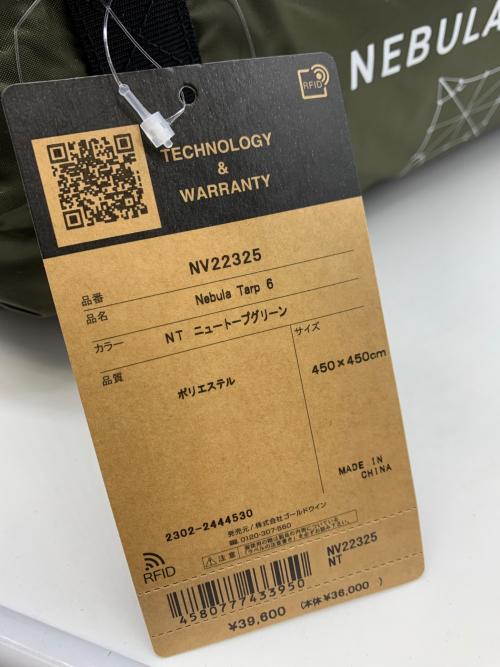 NEBULA
RFID
TECHNOLOGY
&
WARRANTY
品番 NV22325
品名 Nebula Tarp 6
カラー NT ニュートープグリーン
品質 ポリエステル
サイズ
450×450cm
MADE IN
CHINA
2302-2444530
発売元/株式会社ゴールドウイン
☎0120-307-560
⚠注意
RFID
NV22325
NT
4580777433950
¥39,600 (本体¥36,000)